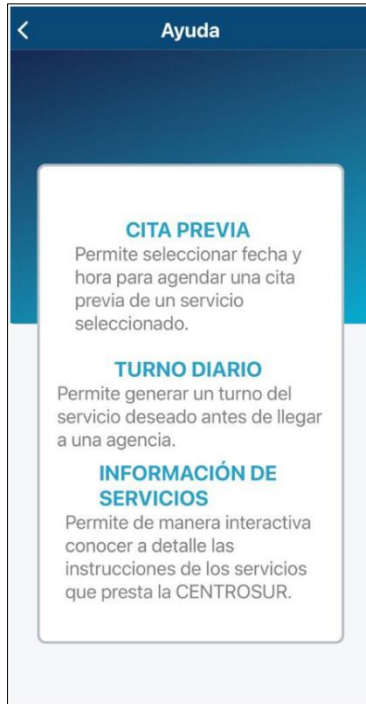 Ayuda
CITA PREVIA
Permite seleccionar fecha y
hora para agendar una cita
previa de un servicio
seleccionado.
TURNO DIARIO
Permite generar un turno del
servicio deseado antes de llegar
a una agencia.
INFORMACIÓN DE
SERVICIOS
Permite de manera interactiva
conocer a detalle las
instrucciones de los servicios
que presta la CENTROSUR.